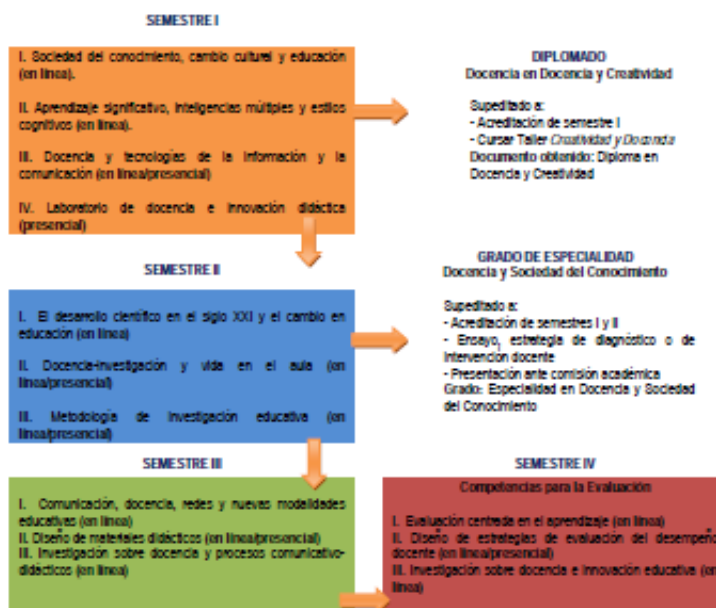 SEMESTRE I
I. Sociedad del conocimiento, cambio cultural y educación
(en línea).
II. Aprendizaje significativo, inteligencias múltiples y estilos
cognitivos (en línea).
III. Docencia y tecnologías de la información y la
comunicación (en línea/presencial)
IV. Laboratorio de docencia e innovación didáctica
(presencial)
DIPLOMADO
Docencia en Docencia y Creatividad
Supeditado a:
- Acreditación de semestre I
- Cursar Taller Creatividad y Docencia
Documento obtenido: Diploma en
Docencia y Creatividad
SEMESTRE II
I. El desarrollo científico en el siglo XXI y el cambio en
educación (en línea)
II. Docencia-investigación y vida en el aula (en
línea/presencial)
III. Metodología de investigación educativa (en
línea/presencial)
GRADO DE ESPECIALIDAD
Docencia y Sociedad del Conocimiento
Supeditado a:
- Acreditación de semestres I y II
- Ensayo, estrategia de diagnóstico o de
intervención docente
- Presentación ante comisión académica
Grado: Especialidad en Docencia y Sociedad
del Conocimiento
SEMESTRE III
I. Comunicación, docencia, redes y nuevas modalidades
educativas (en línea)
II. Diseño de materiales didácticos (en línea/presencial)
III. Investigación sobre docencia y procesos comunicativo-
didácticos (en línea)
SEMESTRE IV
Competencias para la Evaluación
I. Evaluación centrada en el aprendizaje (en línea)
II. Diseño de estrategias de evaluación del desempeño
docente (en línea/presencial)
III. Investigación sobre docencia e innovación educativa (en
línea)